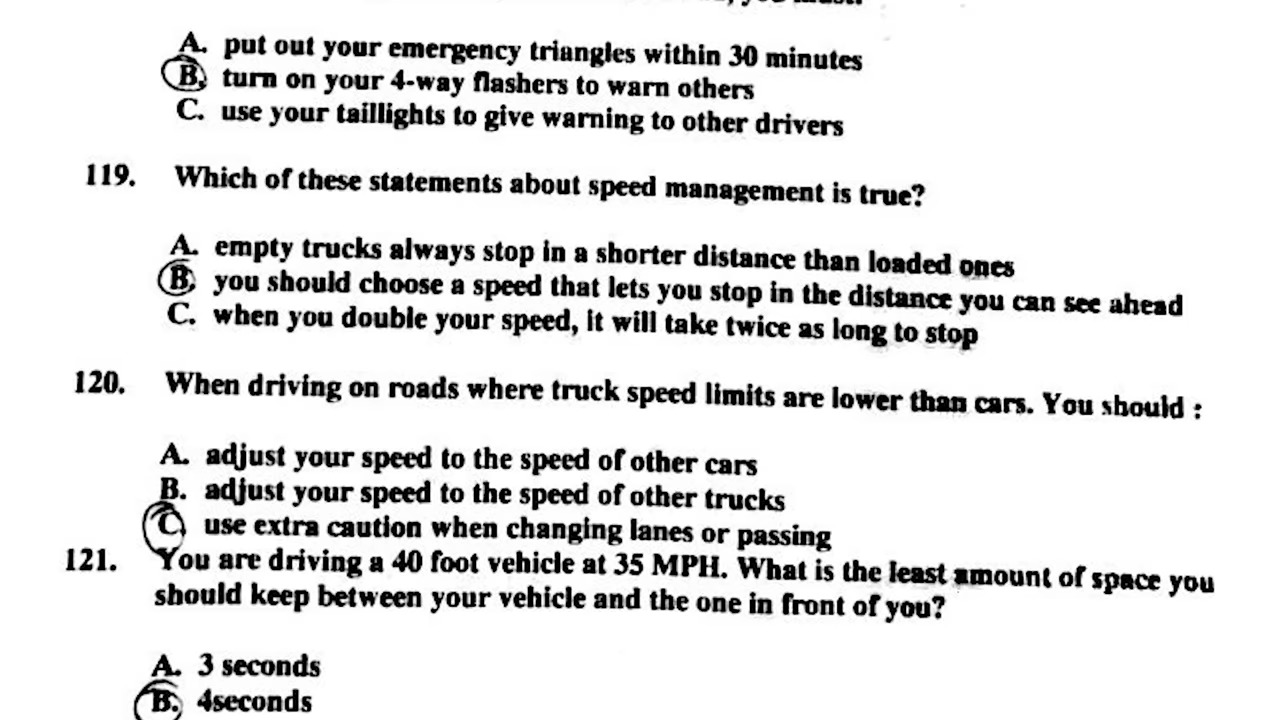 you must:
A. put out your emergency triangles within 30 minutes
B. turn on your 4-way flashers to warn others
C. use your taillights to give warning to other drivers
119. Which of these statements about speed management is true?
A. empty trucks always stop in a shorter distance than loaded ones
B. you should choose a speed that lets you stop in the distance you can see ahead
C. when you double your speed, it will take twice as long to stop
120. When driving on roads where truck speed limits are lower than cars. You should :
A. adjust your speed to the speed of other cars
B. adjust your speed to the speed of other trucks
C. use extra caution when changing lanes or passing
121. You are driving a 40 foot vehicle at 35 MPH. What is the least amount of space you
should keep between your vehicle and the one in front of you?
A. 3 seconds
B. 4seconds